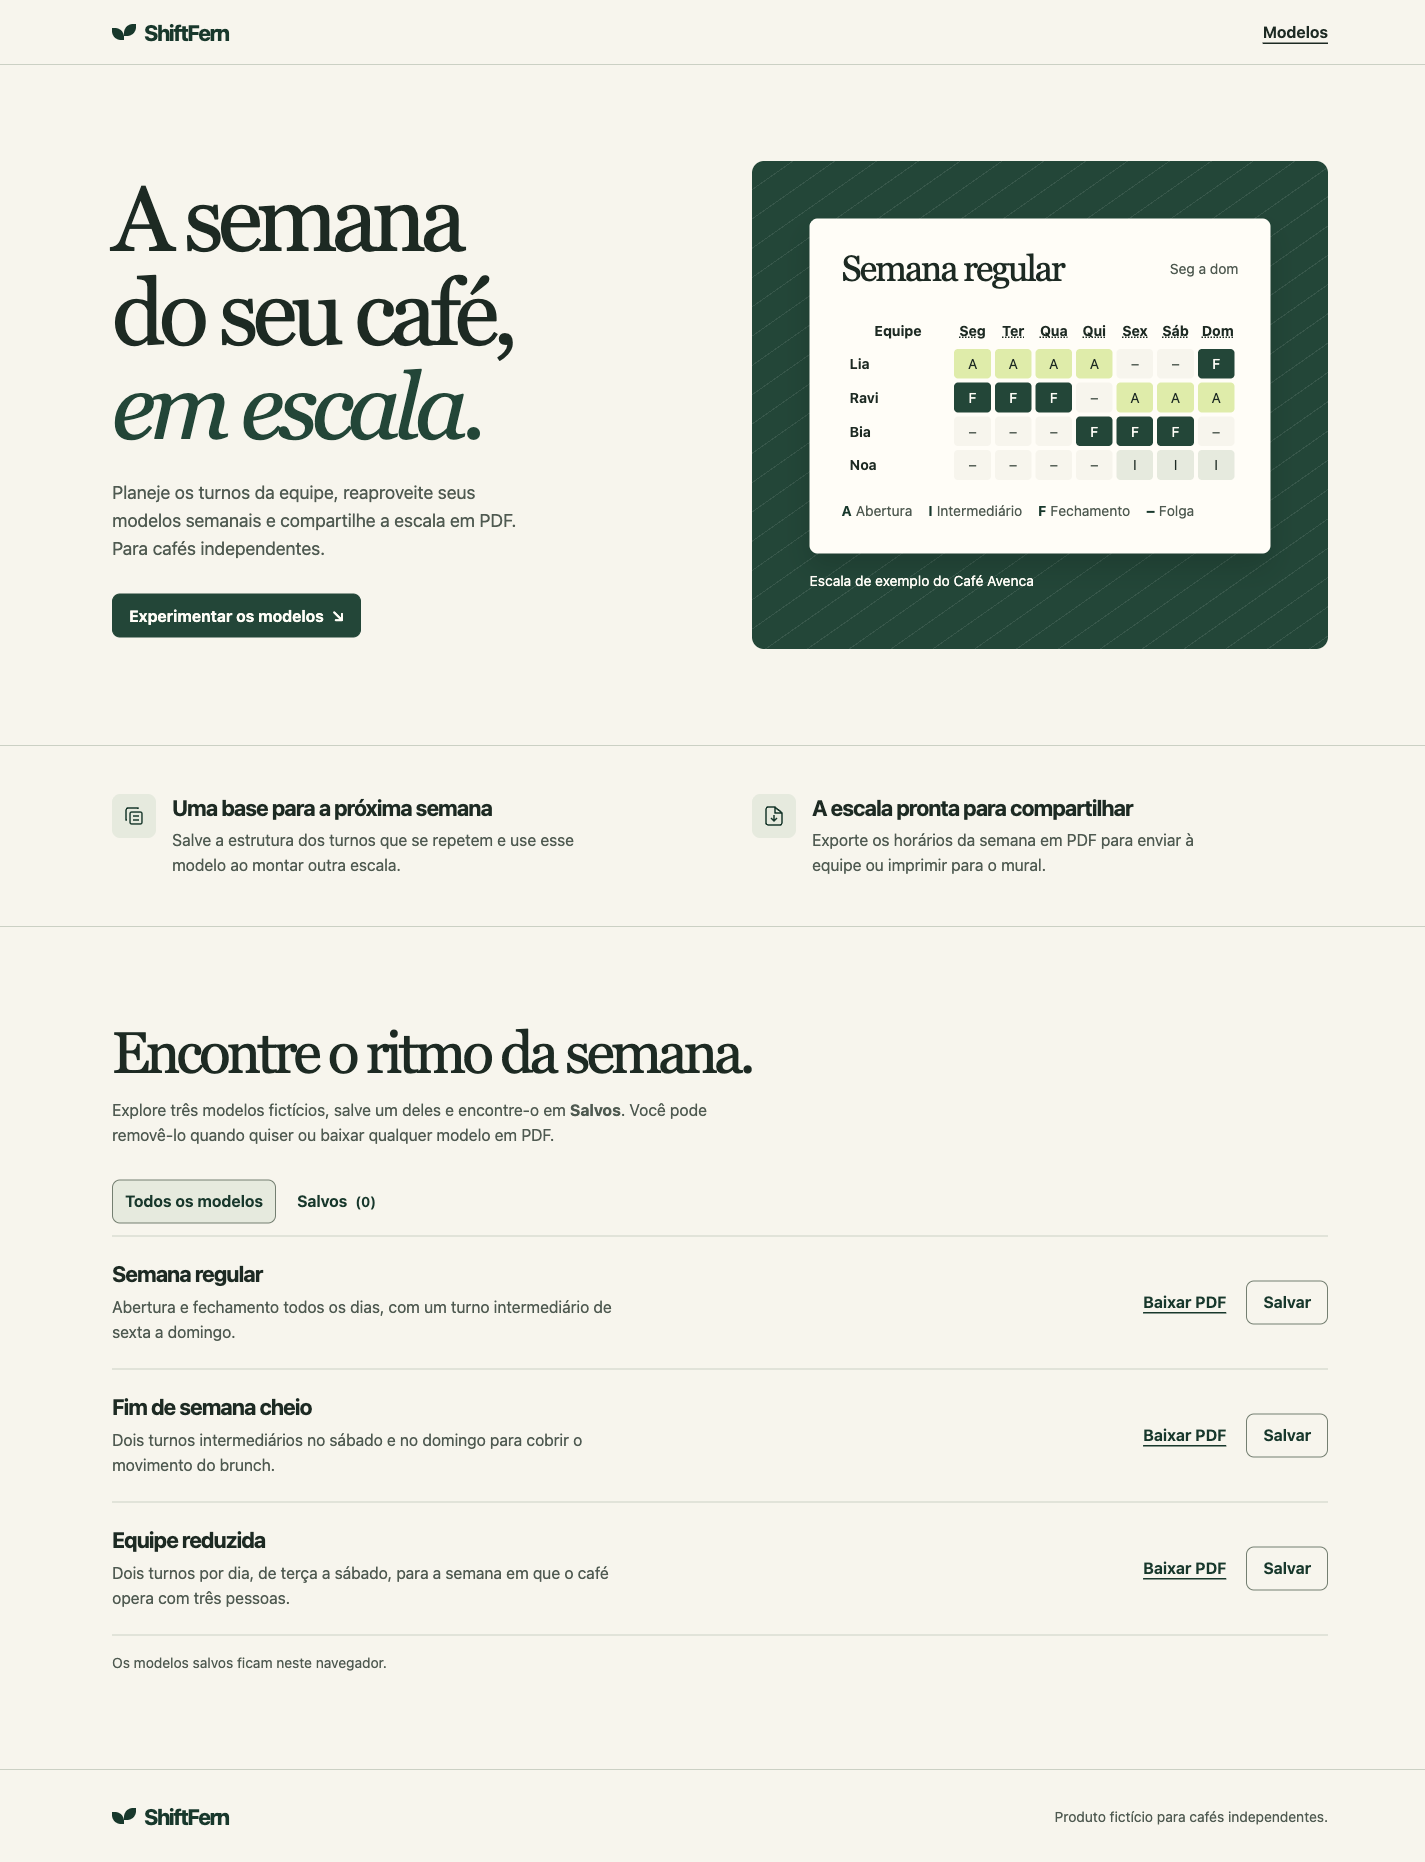 ShiftFern
Modelos
A semana
do seu café,
em escala.
Planeje os turnos da equipe, reaproveite seus
modelos semanais e compartilhe a escala em PDF.
Para cafés independentes.
Experimentar os modelos
Semana regular
Seg a dom
Equipe Seg Ter Qua Qui Sex Sáb Dom
Lia A A A A – – F
Ravi F F F – A A A
Bia – – – F F F –
Noa – – – – I I I
A Abertura I Intermediário F Fechamento – Folga
Escala de exemplo do Café Avenca
Uma base para a próxima semana
Salve a estrutura dos turnos que se repetem e use esse
modelo ao montar outra escala.
A escala pronta para compartilhar
Exporte os horários da semana em PDF para enviar à
equipe ou imprimir para o mural.
Encontre o ritmo da semana.
Explore três modelos fictícios, salve um deles e encontre-o em Salvos. Você pode
removê-lo quando quiser ou baixar qualquer modelo em PDF.
Todos os modelos
Salvos (0)
Semana regular
Abertura e fechamento todos os dias, com um turno intermediário de
sexta a domingo.
Baixar PDF
Salvar
Fim de semana cheio
Dois turnos intermediários no sábado e no domingo para cobrir o
movimento do brunch.
Baixar PDF
Salvar
Equipe reduzida
Dois turnos por dia, de terça a sábado, para a semana em que o café
opera com três pessoas.
Baixar PDF
Salvar
Os modelos salvos ficam neste navegador.
ShiftFern
Produto fictício para cafés independentes.